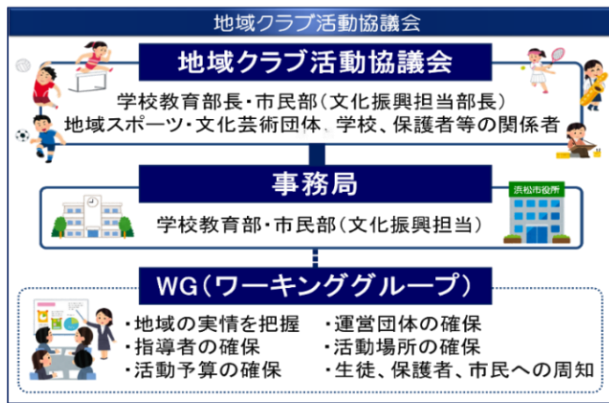 地域クラブ活動協議会
地域クラブ活動協議会
学校教育部長・市民部(文化振興担当部長)
地域スポーツ・文化芸術団体、学校、保護者等の関係者
事務局
浜松市役所
学校教育部・市民部(文化振興担当)
WG(ワーキンググループ)
・地域の実情を把握 ・運営団体の確保
・指導者の確保 ・活動場所の確保
・活動予算の確保 ・生徒、保護者、市民への周知